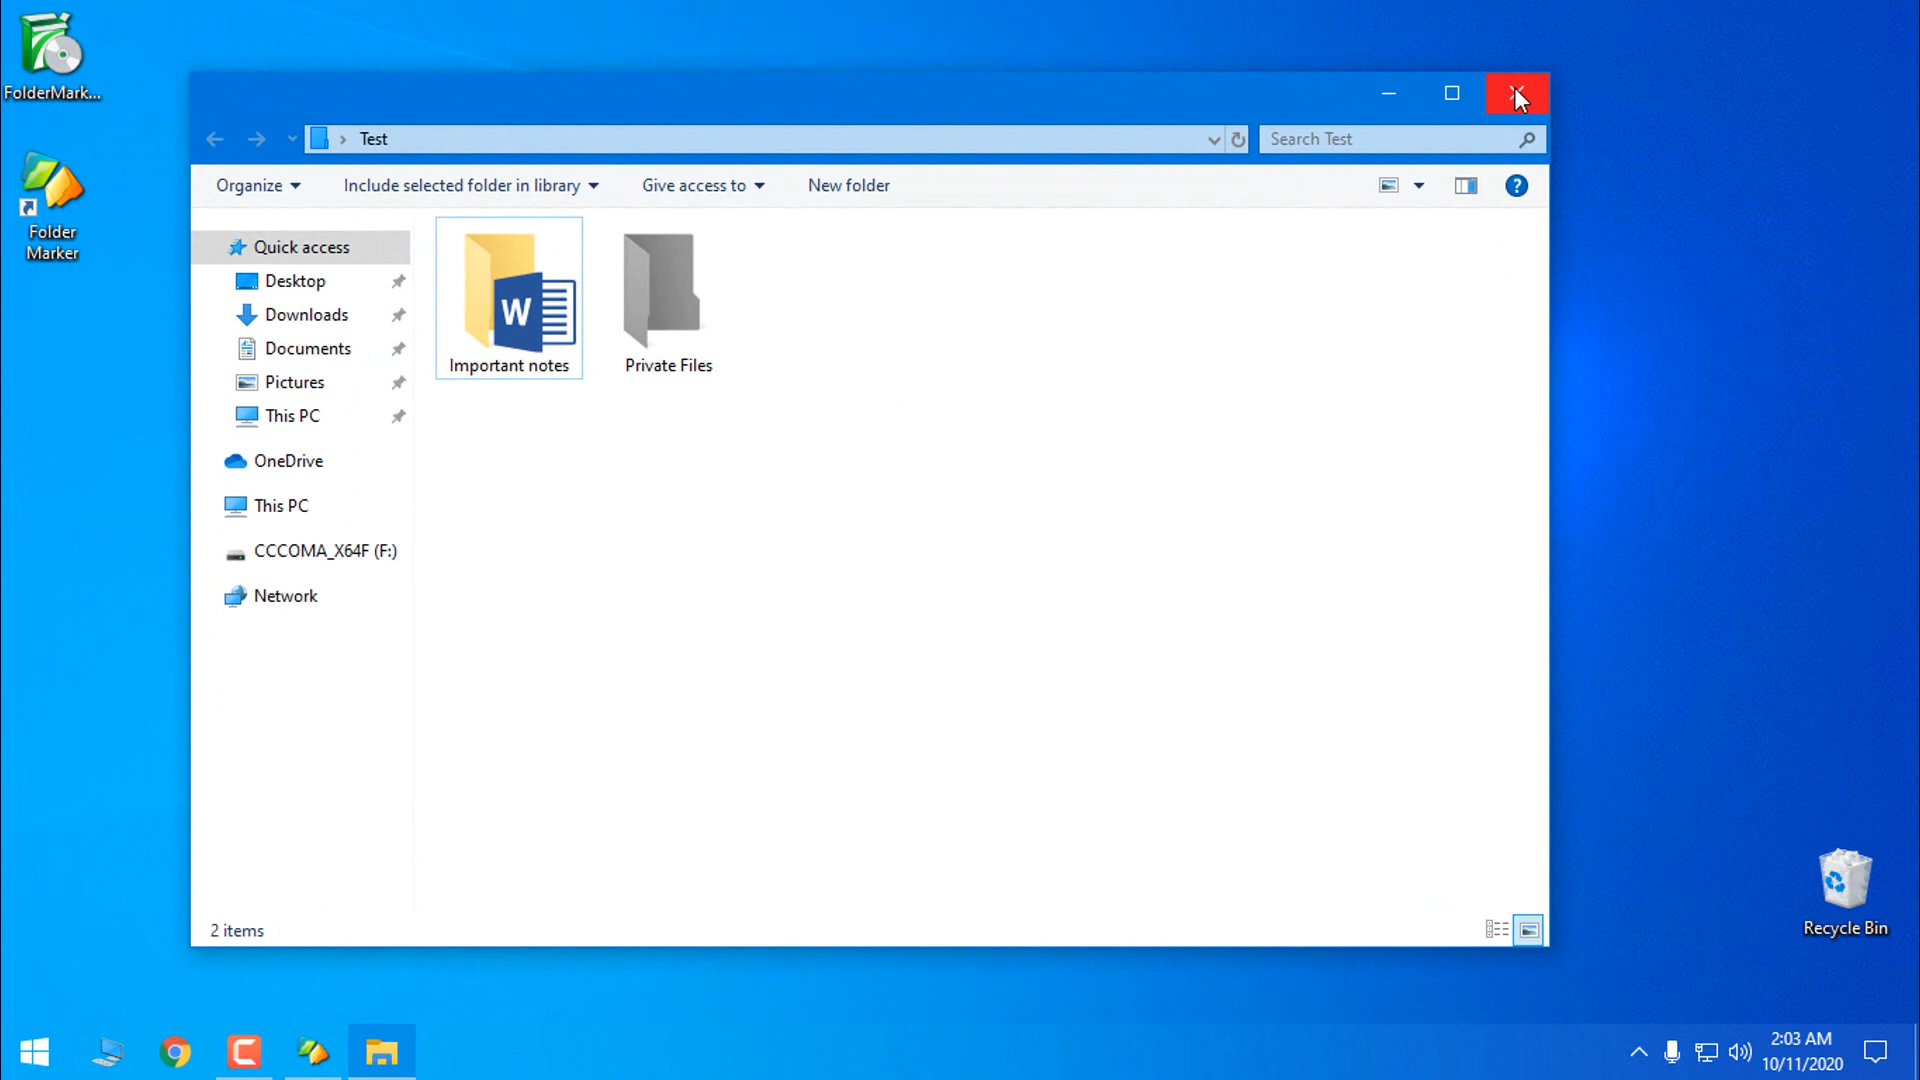 FolderMark...
Folder
Marker
Test
Search Test
Organize
Include selected folder in library
Give access to
New folder
?
Quick access
Desktop
Downloads
Documents
Pictures
This PC
OneDrive
This PC
CCCOMA_X64F (F:)
Network
W
Important notes
Private Files
2 items
Recycle Bin
2:03 AM
10/11/2020